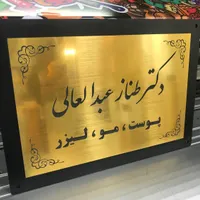 دکتر طناز عبدالعالی
پوست ، مو ، لیزر